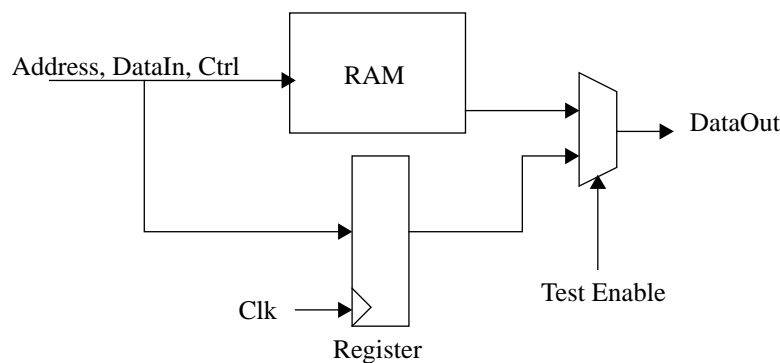 Address, DataIn, Ctrl
RAM
DataOut
Test Enable
Clk
Register